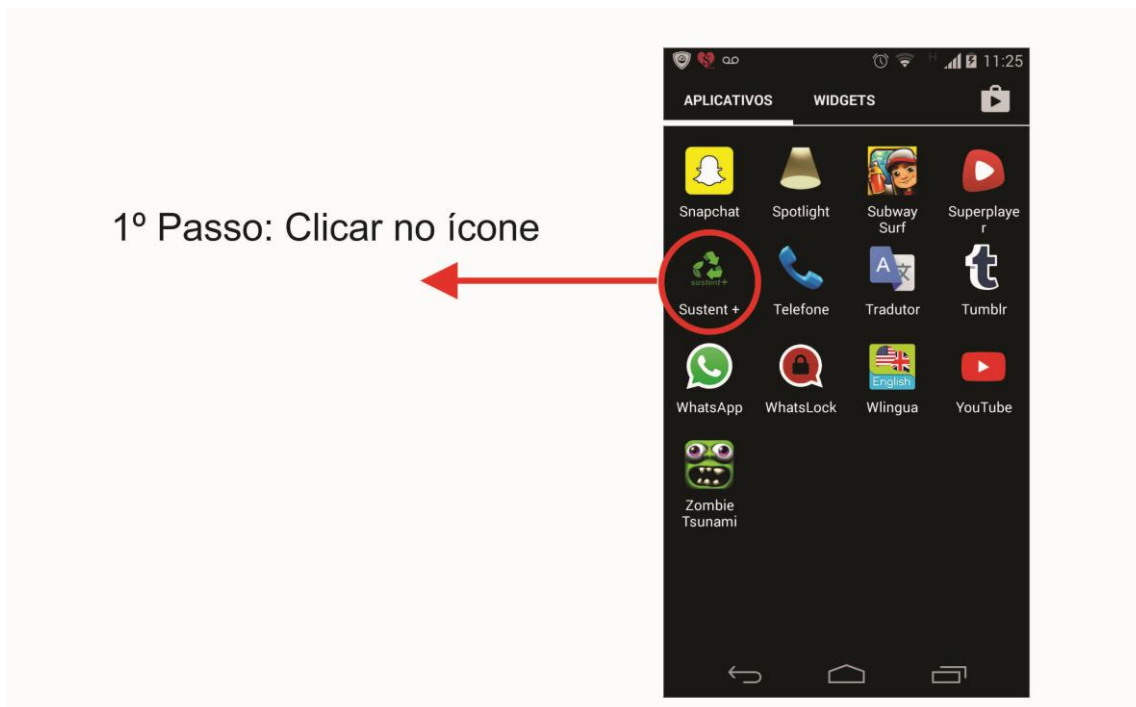 11:25
APLICATIVOS WIDGETS
Snapchat Spotlight Subway Superplaye
Surf r
1º Passo: Clicar no ícone
sustent+
Sustent + Telefone Tradutor Tumblr
English
WhatsApp WhatsLock Wlingua YouTube
Zombie
Tsunami